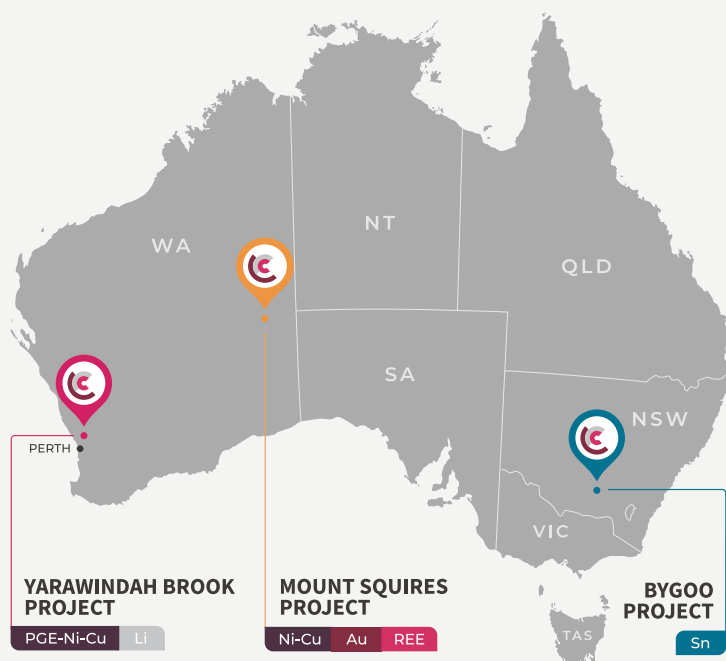 WA
NT
QLD
SA
NSW
PERTH
VIC
YARAWINDAH BROOK
PROJECT
PGE-Ni-Cu Li
MOUNT SQUIRES
PROJECT
Ni-Cu Au REE
BYGOO
PROJECT
Sn
TAS